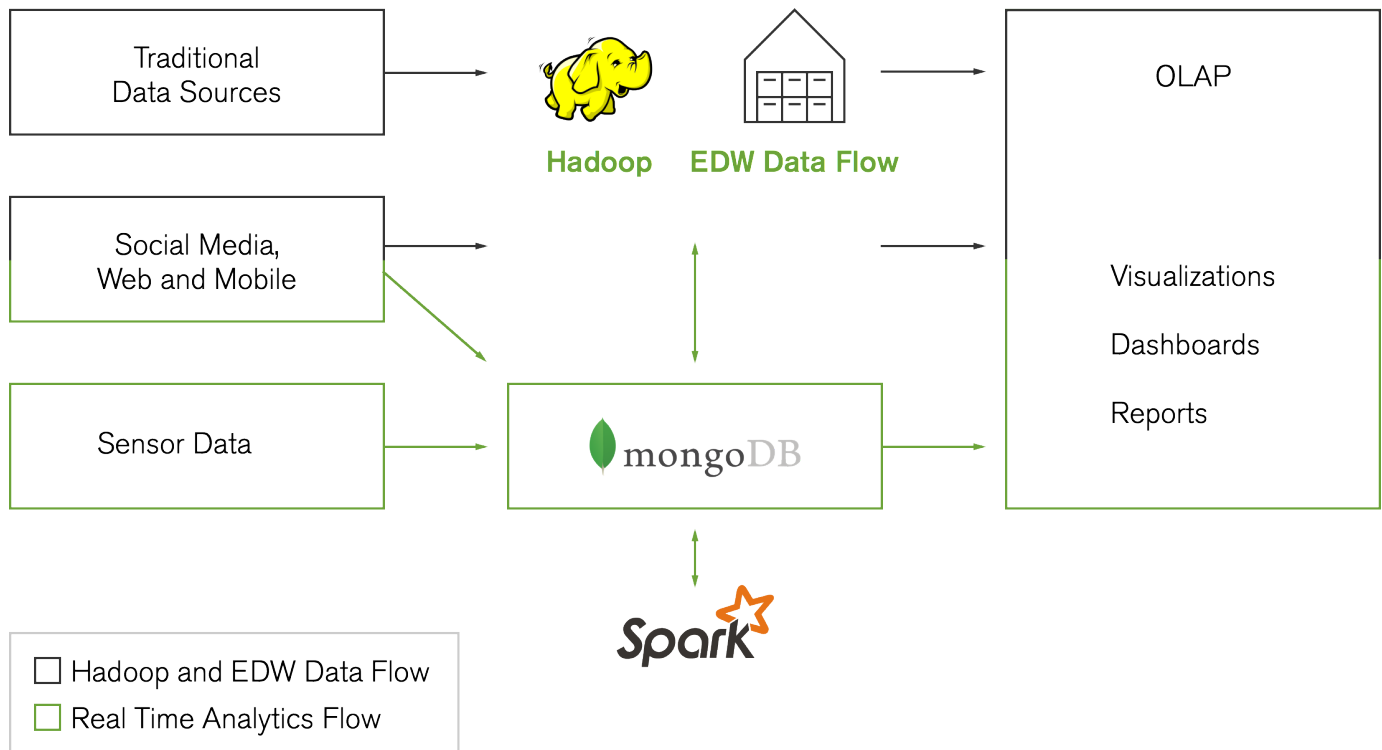 Traditional
Data Sources
Hadoop
EDW Data Flow
OLAP
Social Media,
Web and Mobile
Visualizations
Dashboards
Reports
Sensor Data
mongoDB
Spark
Hadoop and EDW Data Flow
Real Time Analytics Flow